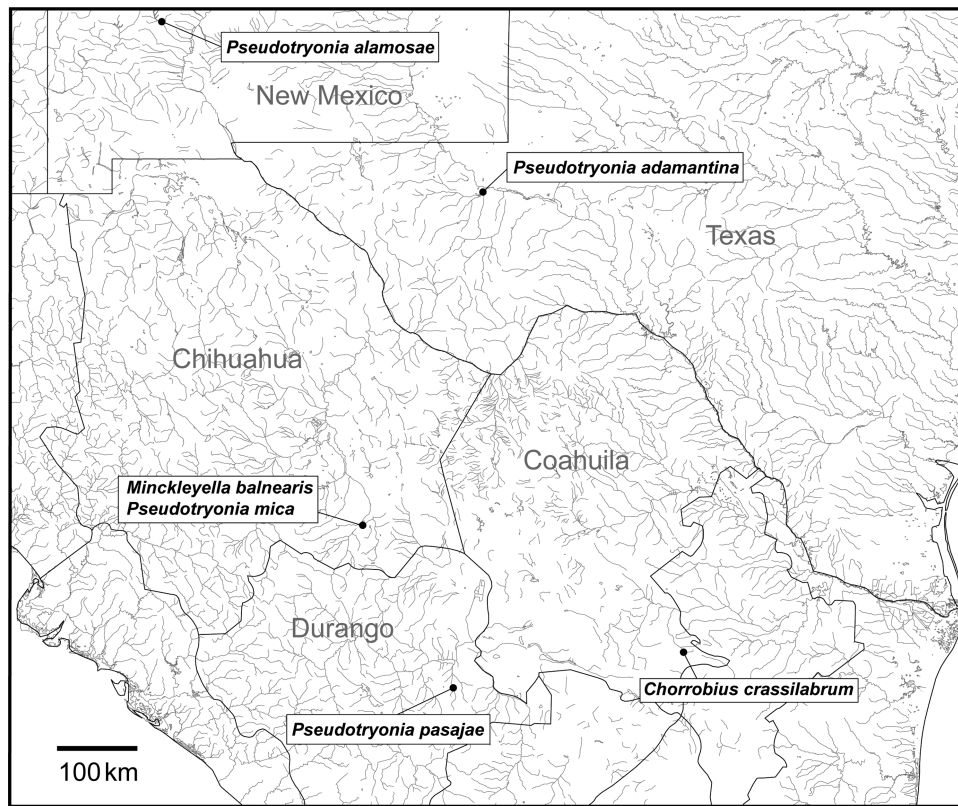 Pseudotryonia alamosae
New Mexico
Pseudotryonia adamantina
Texas
Chihuahua
Coahuila
Minckleyella balnearis
Pseudotryonia mica
Durango
Chorrobius crassilabrum
Pseudotryonia pasajae
100 km